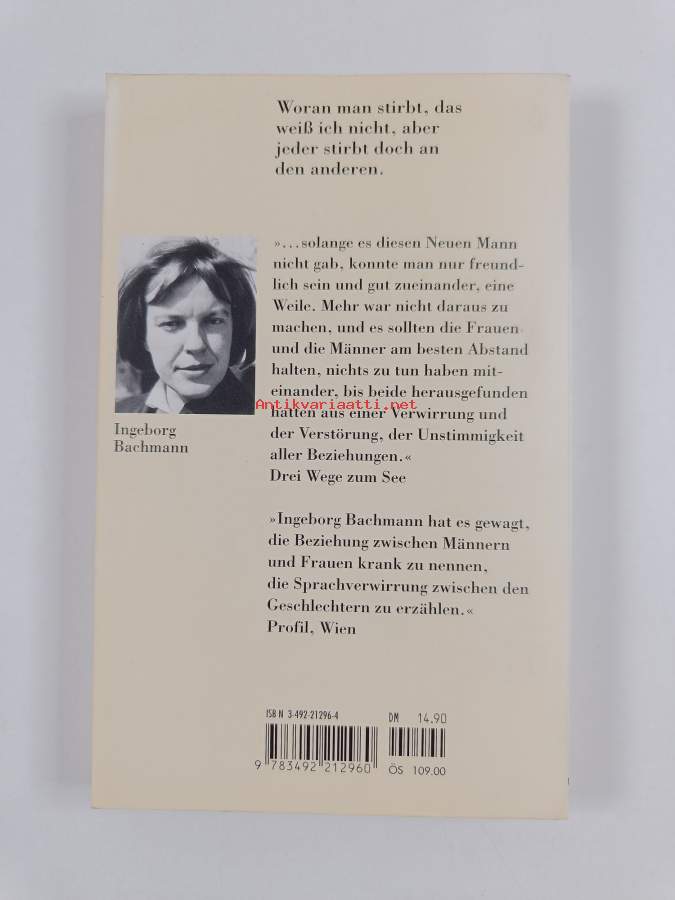 Woran man stirbt, das
weiß ich nicht, aber
jeder stirbt doch an
den anderen.
»...solange es diesen Neuen Mann
nicht gab, konnte man nur freund-
lich sein und gut zueinander, eine
Weile. Mehr war nicht daraus zu
machen, und es sollten die Frauen
und die Männer am besten Abstand
halten, nichts zu tun haben mit-
einander, bis beide herausgefunden
hätten aus einer Verwirrung und
der Verstörung, der Unstimmigkeit
aller Beziehungen.«
Drei Wege zum See
Antikvariaatti.net
Ingeborg
Bachmann
»Ingeborg Bachmann hat es gewagt,
die Beziehung zwischen Männern
und Frauen krank zu nennen,
die Sprachverwirrung zwischen den
Geschlechtern zu erzählen.«
Profil, Wien
ISBN 3-492-21296-4
DM 14.90
9 783492 212960
ÖS 109.00